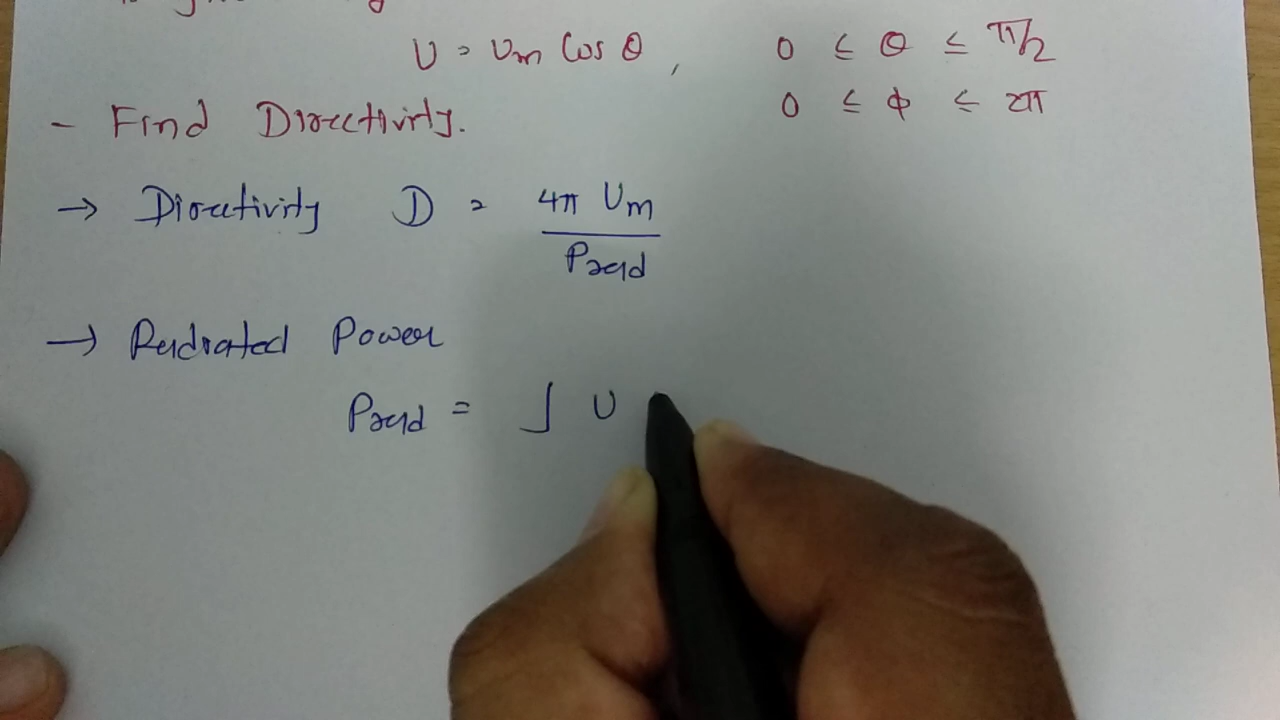 U = Um Cos θ , 0 ≤ θ ≤ π/2
0 ≤ ϕ ≤ 2π
- Find Directivity.
→ Directivity D = 4π Um / Prad
→ Radiated Power
Prad = ∫ U